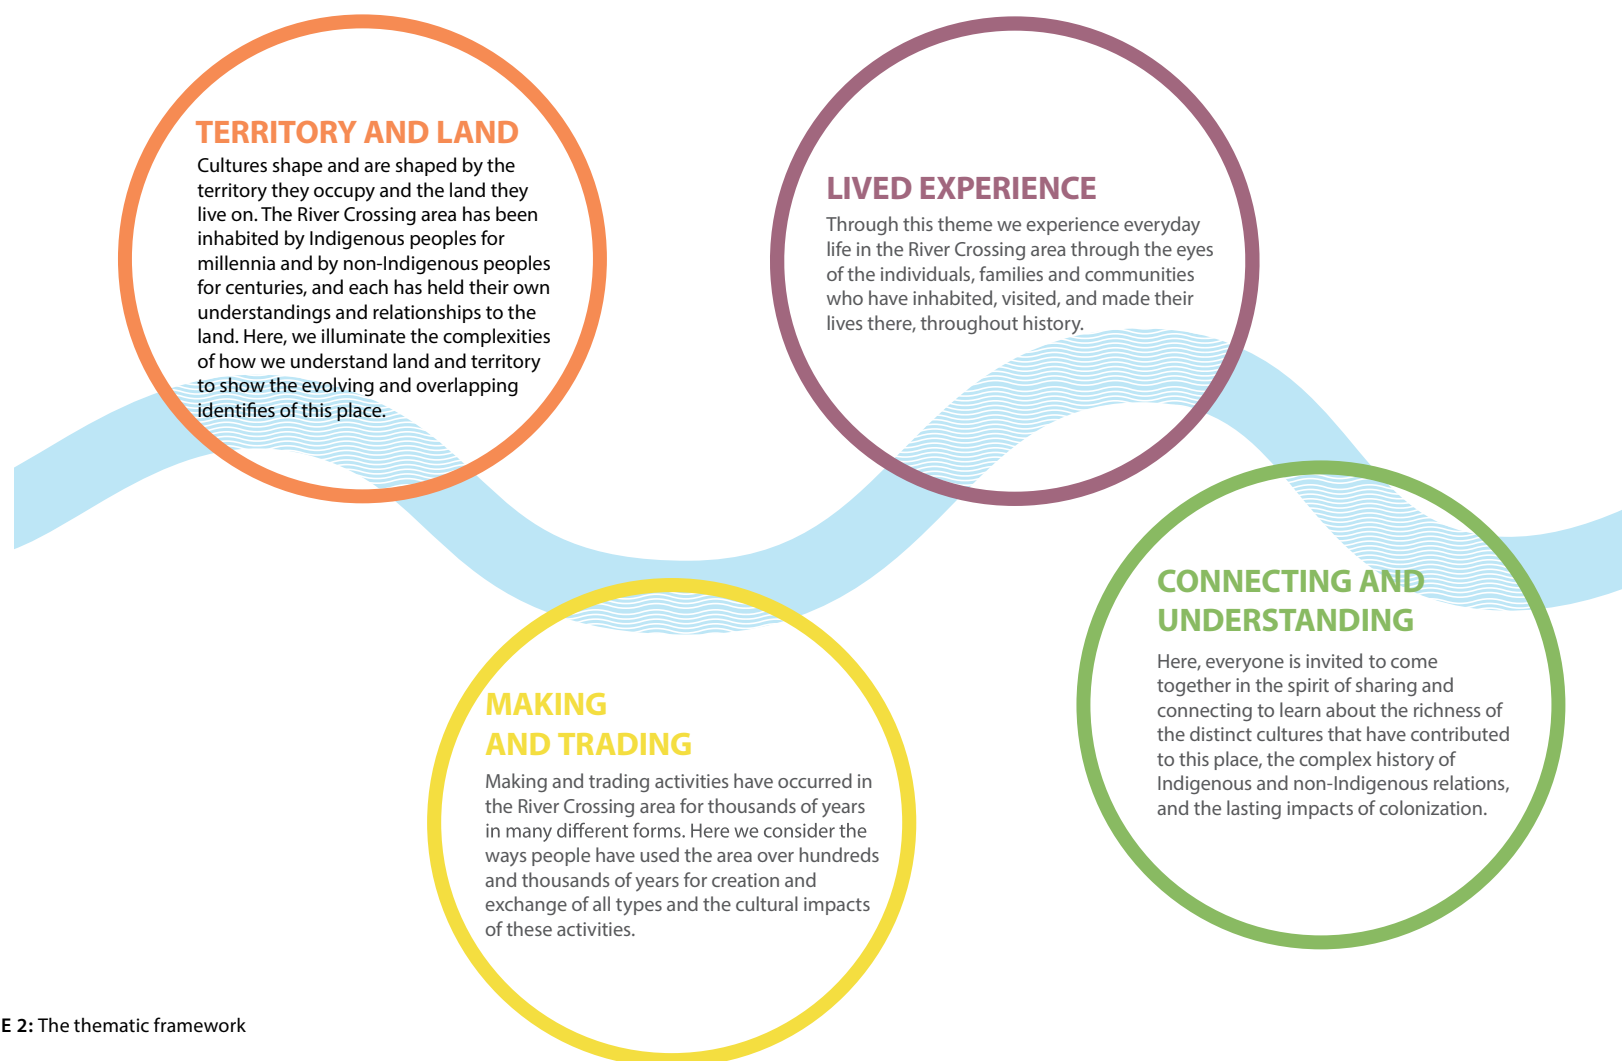 TERRITORY AND LAND
Cultures shape and are shaped by the
territory they occupy and the land they
live on. The River Crossing area has been
inhabited by Indigenous peoples for
millennia and by non-Indigenous peoples
for centuries, and each has held their own
understandings and relationships to the
land. Here, we illuminate the complexities
of how we understand land and territory
to show the evolving and overlapping
identifies of this place.
LIVED EXPERIENCE
Through this theme we experience everyday
life in the River Crossing area through the eyes
of the individuals, families and communities
who have inhabited, visited, and made their
lives there, throughout history.
MAKING
AND TRADING
Making and trading activities have occurred in
the River Crossing area for thousands of years
in many different forms. Here we consider the
ways people have used the area over hundreds
and thousands of years for creation and
exchange of all types and the cultural impacts
of these activities.
CONNECTING AND
UNDERSTANDING
Here, everyone is invited to come
together in the spirit of sharing and
connecting to learn about the richness of
the distinct cultures that have contributed
to this place, the complex history of
Indigenous and non-Indigenous relations,
and the lasting impacts of colonization.
E 2: The thematic framework